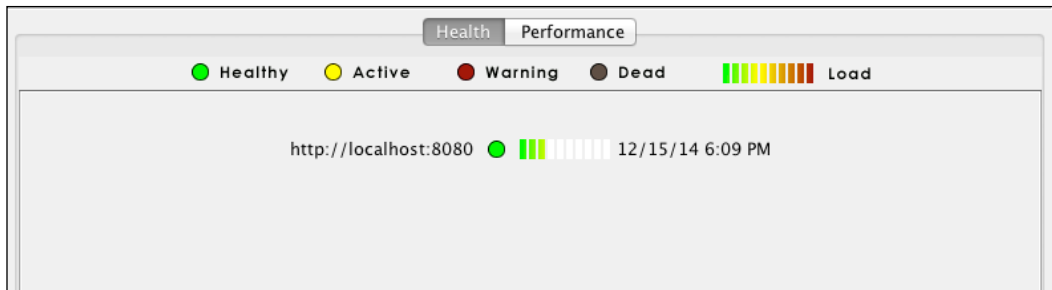 Health Performance
Healthy Active Warning Dead Load
http://localhost:8080 12/15/14 6:09 PM